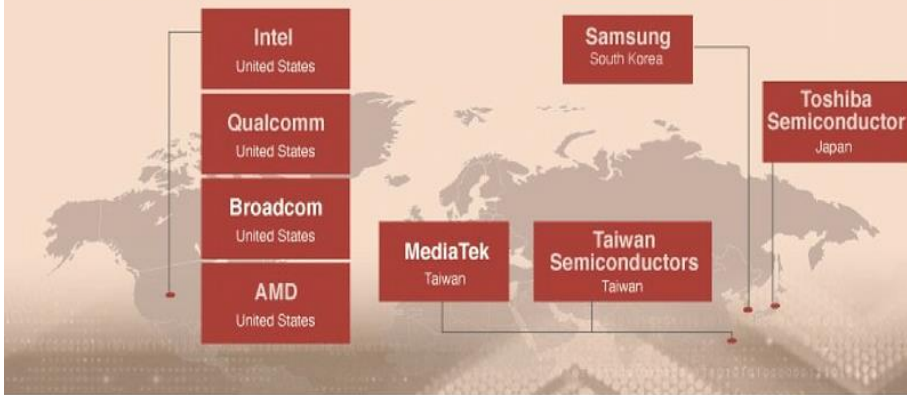 Intel
United States
Qualcomm
United States
Broadcom
United States
AMD
United States
MediaTek
Taiwan
Taiwan
Semiconductors
Taiwan
Samsung
South Korea
Toshiba
Semiconductor
Japan